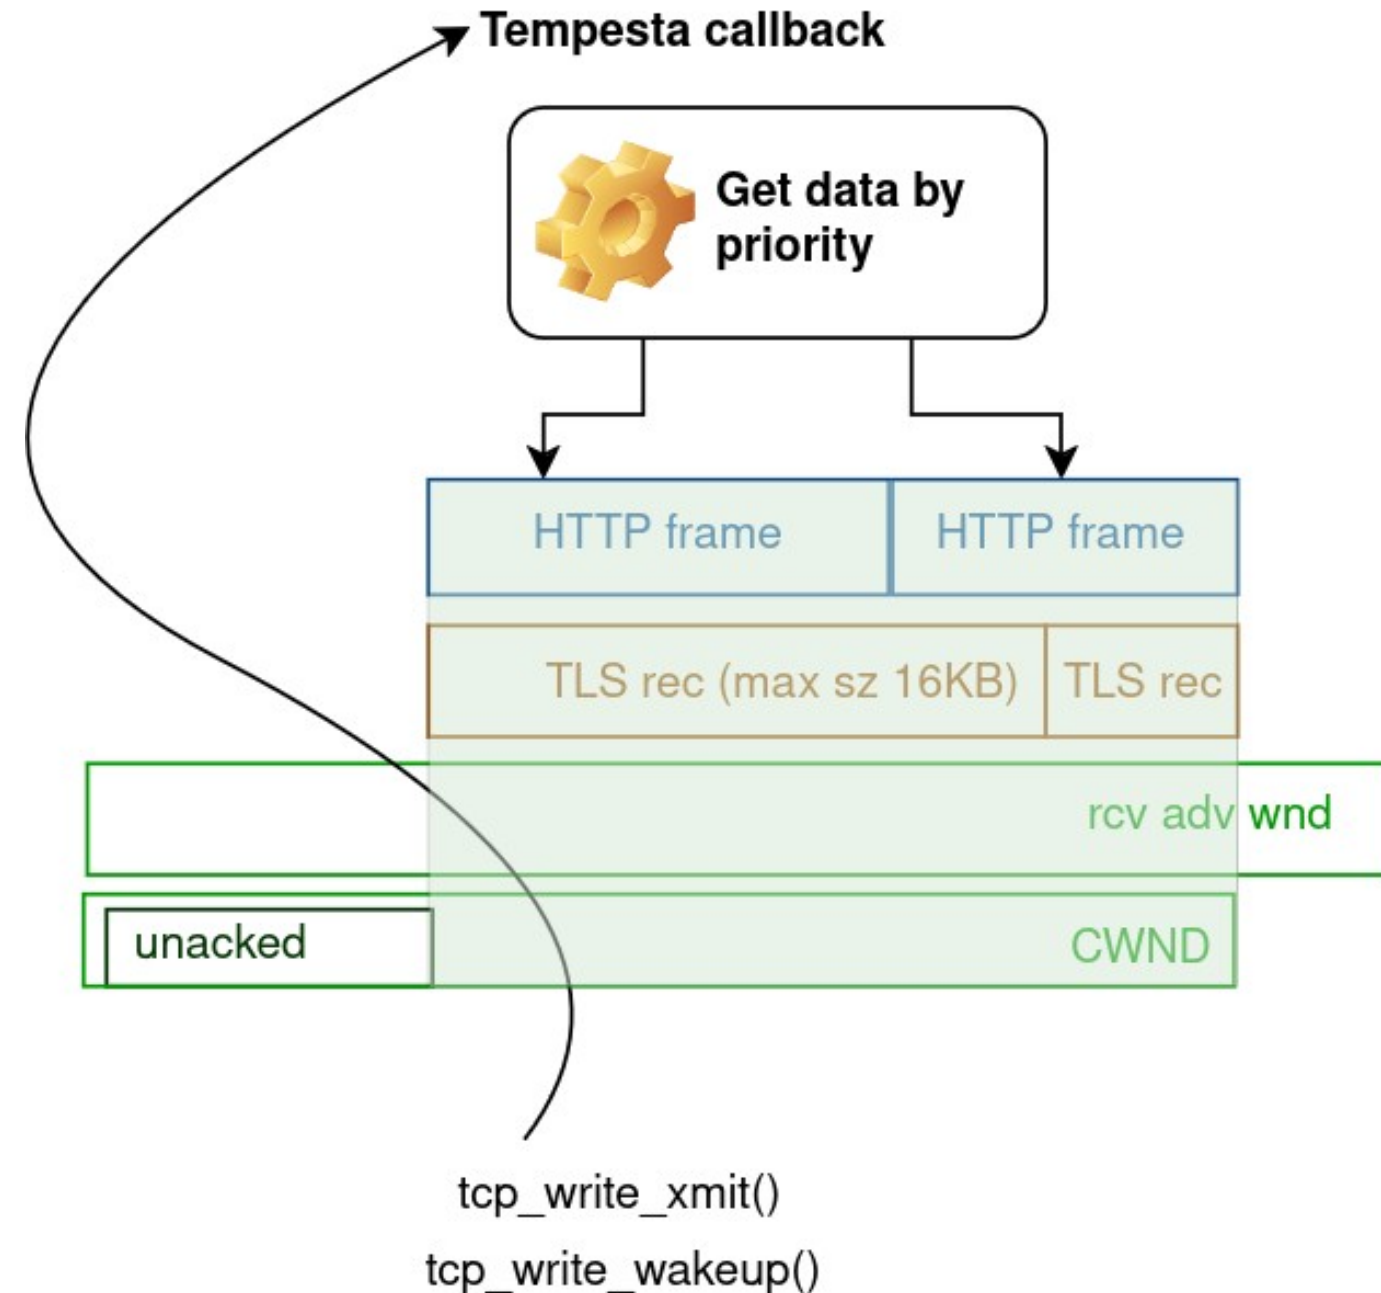 Tempesta callback
Get data by
priority
HTTP frame
HTTP frame
TLS rec (max sz 16KB)
TLS rec
rcv adv wnd
unacked
CWND
tcp_write_xmit()
tcp_write_wakeup()